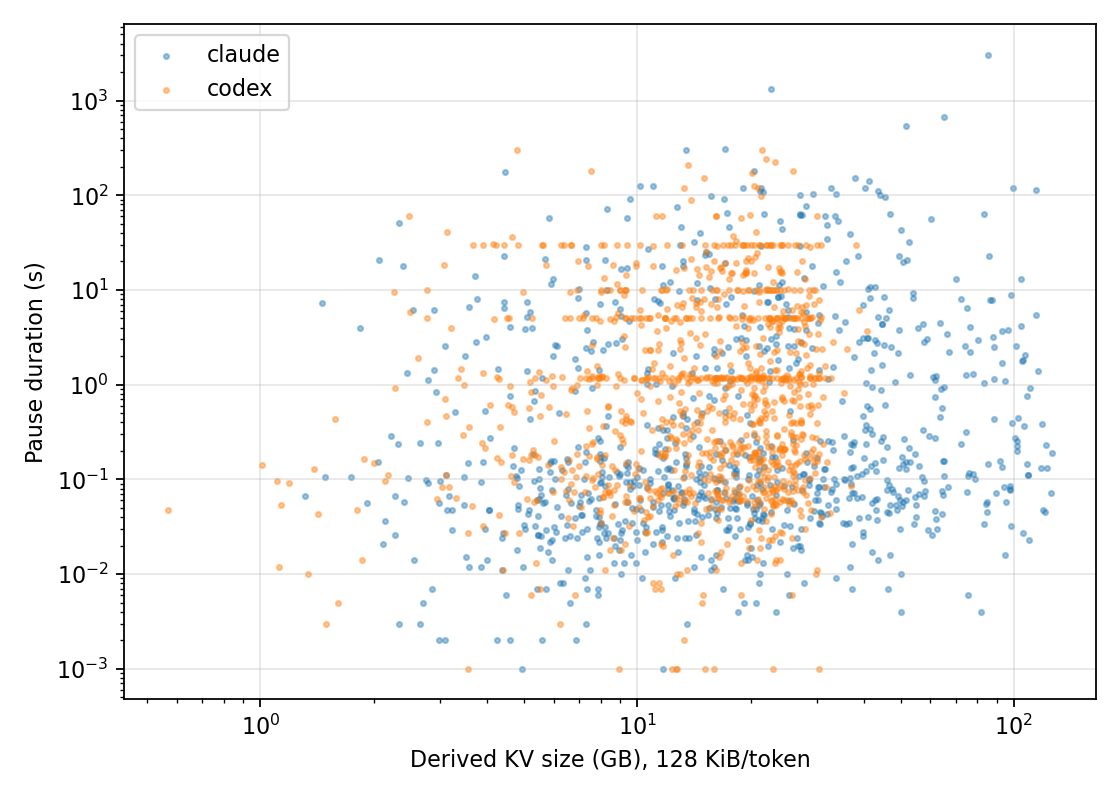 claude
codex
10³
10²
10¹
10⁰
10⁻¹
10⁻²
10⁻³
Pause duration (s)
10⁰
10¹
10²
Derived KV size (GB), 128 KiB/token